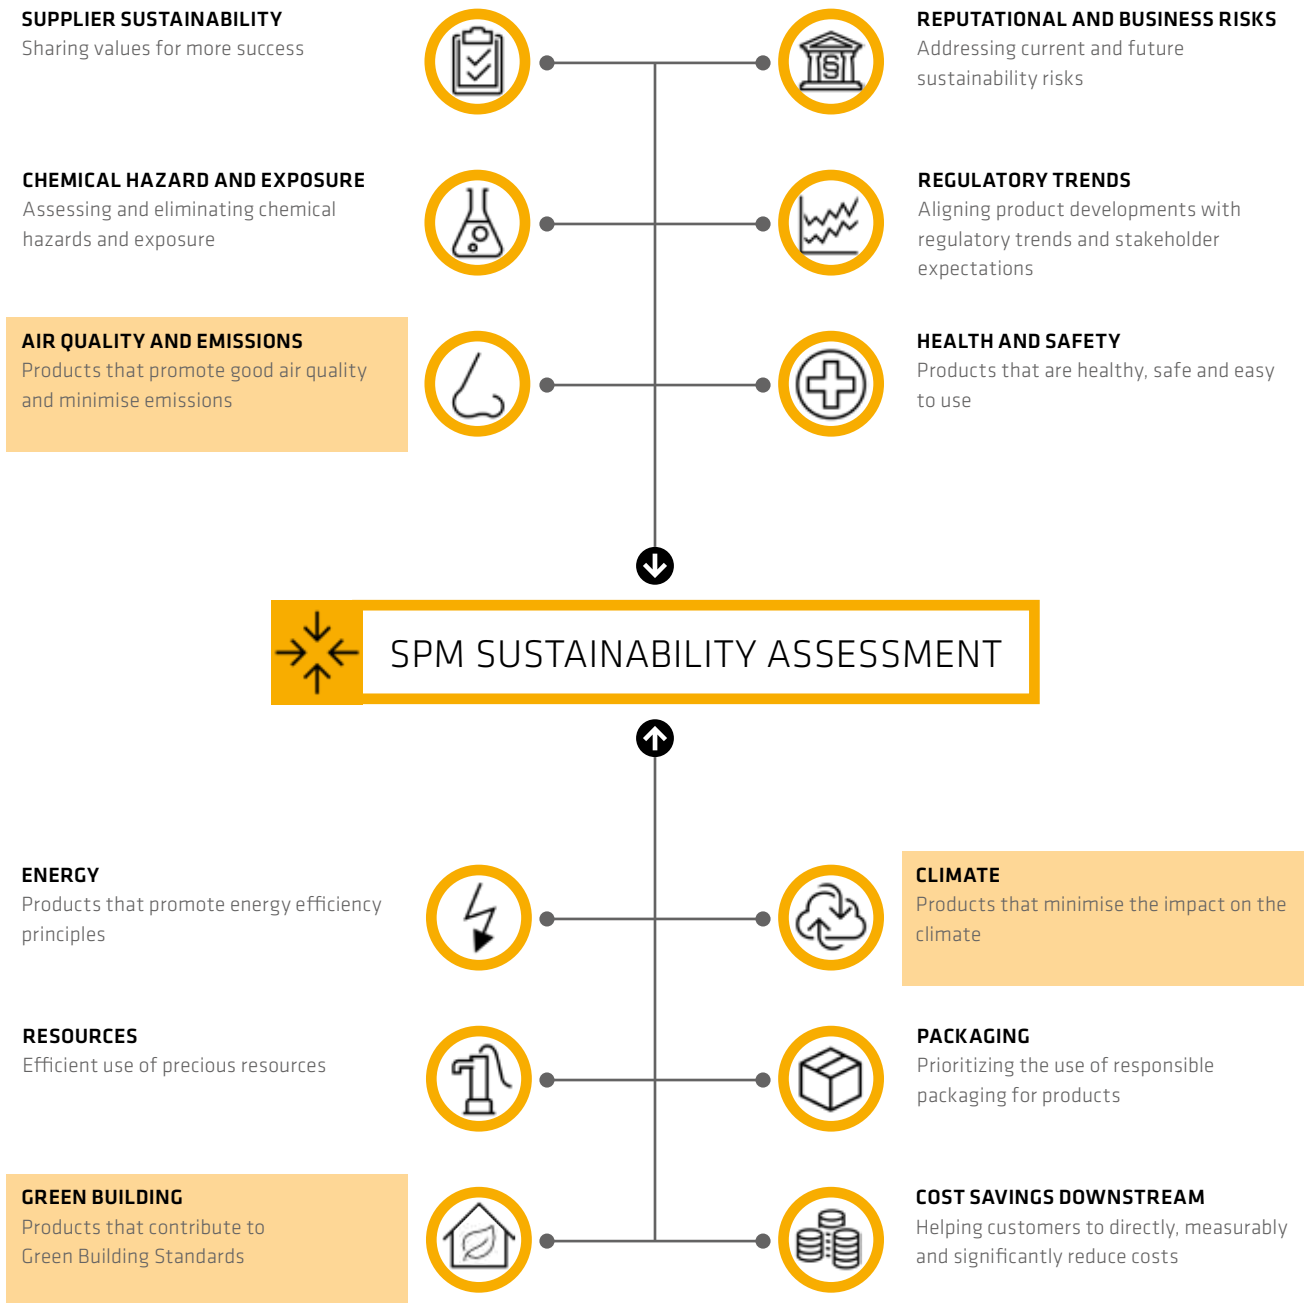 SUPPLIER SUSTAINABILITY
Sharing values for more success
REPUTATIONAL AND BUSINESS RISKS
Addressing current and future
sustainability risks
§
CHEMICAL HAZARD AND EXPOSURE
Assessing and eliminating chemical
hazards and exposure
REGULATORY TRENDS
Aligning product developments with
regulatory trends and stakeholder
expectations
AIR QUALITY AND EMISSIONS
Products that promote good air quality
and minimise emissions
HEALTH AND SAFETY
Products that are healthy, safe and easy
to use
SPM SUSTAINABILITY ASSESSMENT
ENERGY
Products that promote energy efficiency
principles
CLIMATE
Products that minimise the impact on the
climate
RESOURCES
Efficient use of precious resources
PACKAGING
Prioritizing the use of responsible
packaging for products
GREEN BUILDING
Products that contribute to
Green Building Standards
COST SAVINGS DOWNSTREAM
Helping customers to directly, measurably
and significantly reduce costs